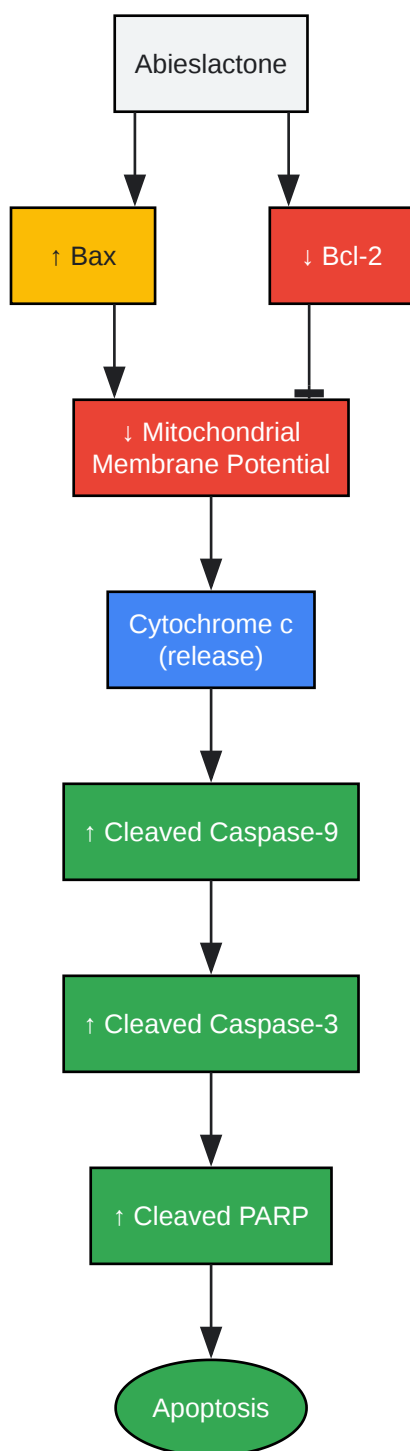 Abieslactone
↑ Bax
↓ Bcl-2
↓ Mitochondrial
Membrane Potential
Cytochrome c
(release)
↑ Cleaved Caspase-9
↑ Cleaved Caspase-3
↑ Cleaved PARP
Apoptosis